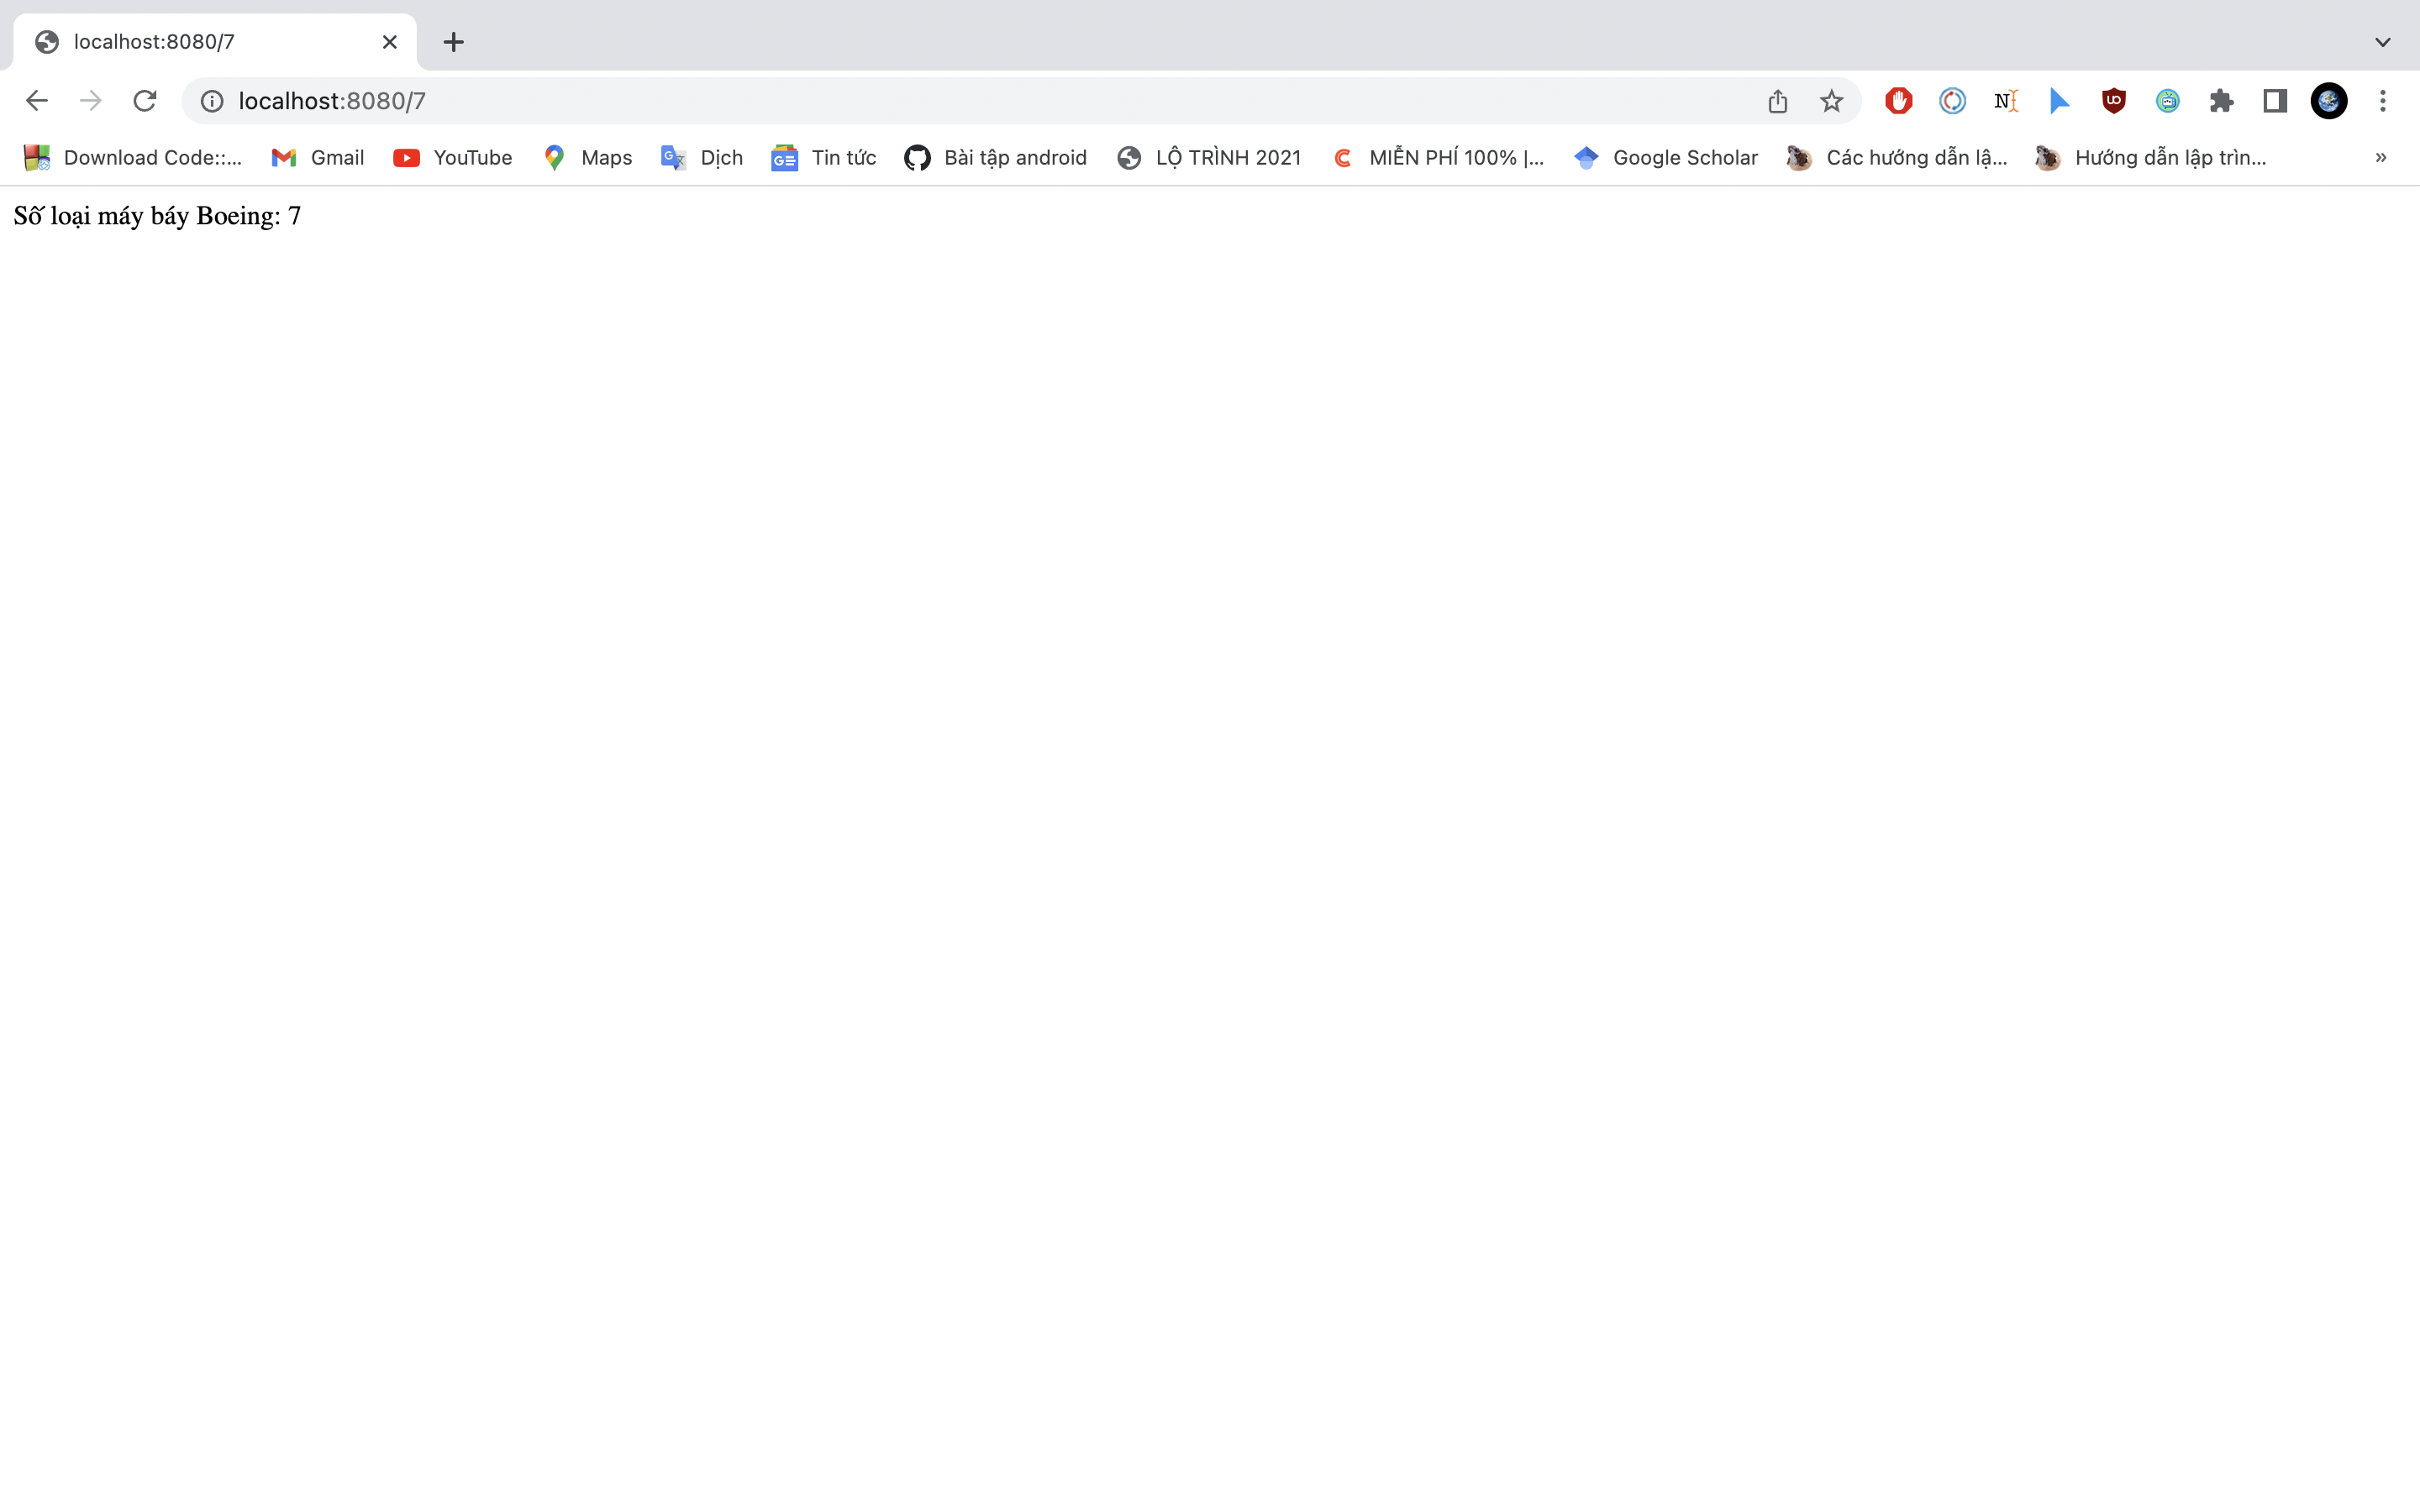 localhost:8080/7
localhost:8080/7
Download Code::... Gmail YouTube Maps Dịch Tin tức Bài tập android LỘ TRÌNH 2021 MIỄN PHÍ 100% |... Google Scholar Các hướng dẫn lậ... Hướng dẫn lập trìn... »
Số loại máy báy Boeing: 7